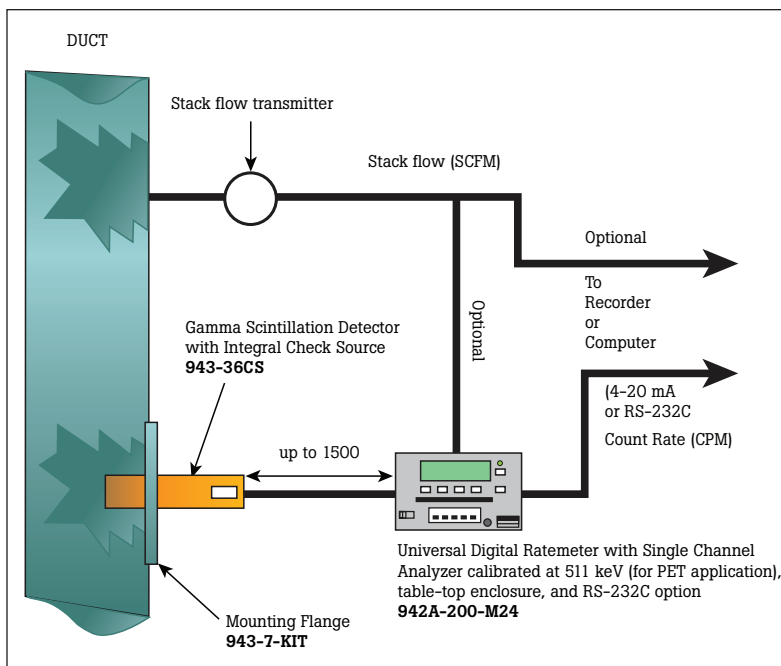 DUCT
Stack flow transmitter
Stack flow (SCFM)
Optional
To
Recorder
or
Computer
Optional
Gamma Scintillation Detector
with Integral Check Source
943-36CS
up to 1500
(4-20 mA
or RS-232C
Count Rate (CPM)
Universal Digital Ratemeter with Single Channel
Analyzer calibrated at 511 keV (for PET application),
table-top enclosure, and RS-232C option
942A-200-M24
Mounting Flange
943-7-KIT